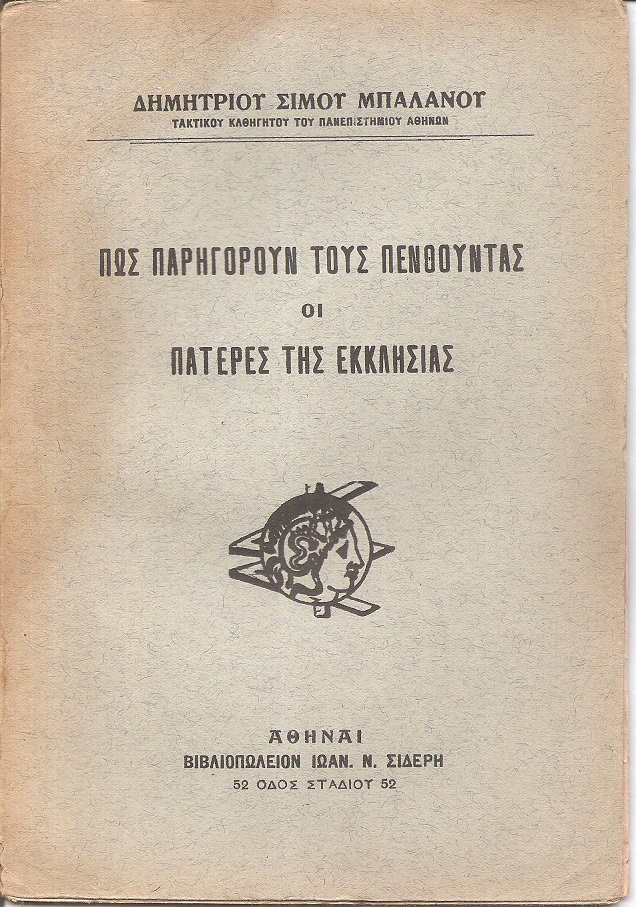 ΔΗΜΗΤΡΙΟΥ ΣΙΜΟΥ ΜΠΑΛΑΝΟΥ
ΤΑΚΤΙΚΟΥ ΚΑΘΗΓΗΤΟΥ ΤΟΥ ΠΑΝΕΠΙΣΤΗΜΙΟΥ ΑΘΗΝΩΝ
ΠΩΣ ΠΑΡΗΓΟΡΟΥΝ ΤΟΥΣ ΠΕΝΘΟΥΝΤΑΣ
ΟΙ
ΠΑΤΕΡΕΣ ΤΗΣ ΕΚΚΛΗΣΙΑΣ
ΑΘΗΝΑΙ
ΒΙΒΛΙΟΠΩΛΕΙΟΝ ΙΩΑΝ. Ν. ΣΙΔΕΡΗ
52 ΟΔΟΣ ΣΤΑΔΙΟΥ 52